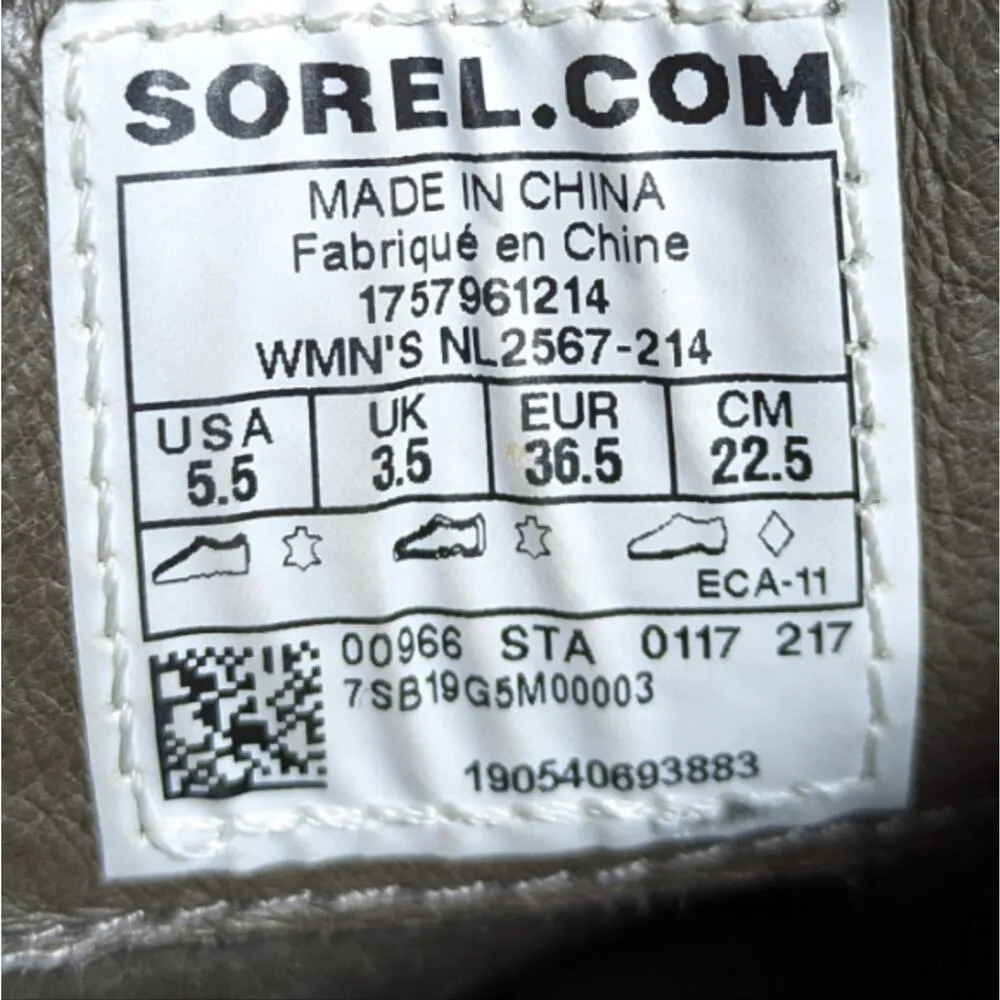 SOREL.COM
MADE IN CHINA
Fabriqué en Chine
1757961214
WMN'S NL2567-214
USA UK EUR CM
5.5 3.5 36.5 22.5
ECA-11
00966 STA 0117 217
7SB19G5M00003
190540693883